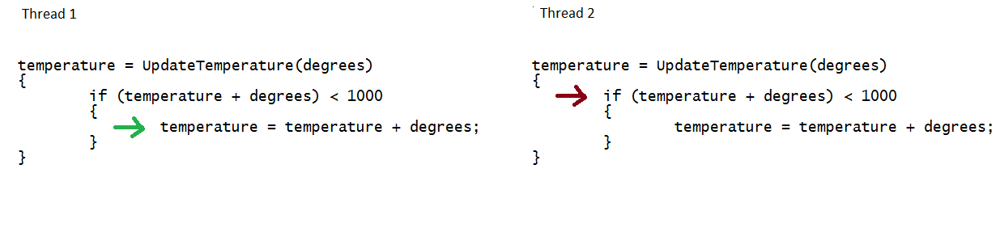 Thread 1
temperature = UpdateTemperature(degrees)
{
if (temperature + degrees) < 1000
{
temperature = temperature + degrees;
}
}
Thread 2
temperature = UpdateTemperature(degrees)
{
if (temperature + degrees) < 1000
{
temperature = temperature + degrees;
}
}